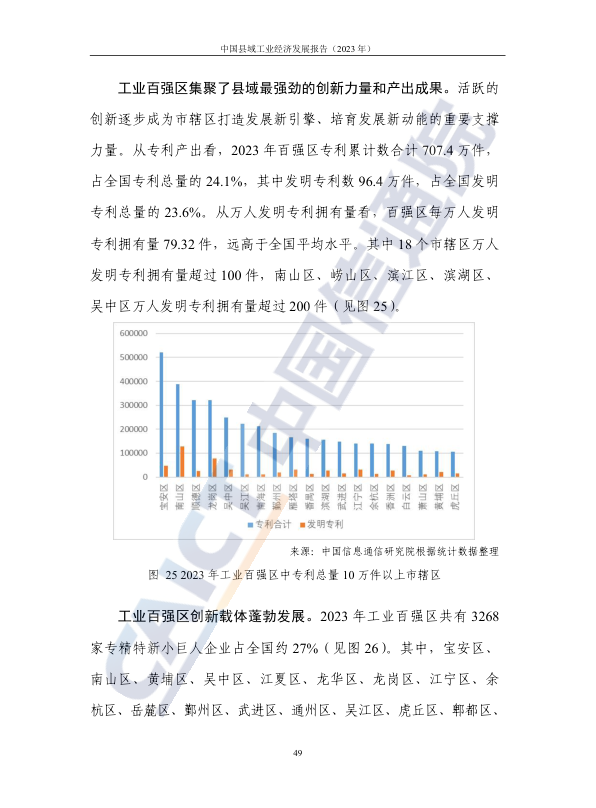 中国县域工业经济发展报告（2023 年）
工业百强区集聚了县域最强劲的创新力量和产出成果。活跃的
创新逐步成为市辖区打造发展新引擎、培育发展新动能的重要支撑
力量。从专利产出看，2023 年百强区专利累计数合计 707.4 万件，
占全国专利总量的 24.1%，其中发明专利数 96.4 万件，占全国发明
专利总量的 23.6%。从万人发明专利拥有量看，百强区每万人发明
专利拥有量 79.32 件，远高于全国平均水平。其中 18 个市辖区万人
发明专利拥有量超过 100 件，南山区、崂山区、滨江区、滨湖区、
吴中区万人发明专利拥有量超过 200 件（见图 25）。
600000
500000
400000
300000
200000
100000
0
宝安区 南山区 顺德区 龙岗区 吴中区 吴江区 南海区 鄞州区 雁塔区 番禺区 滨湖区 武进区 江宁区 余杭区 香洲区 白云区 萧山区 黄埔区 虎丘区
专利合计 发明专利
来源：中国信息通信研究院根据统计数据整理
图 25 2023 年工业百强区中专利总量 10 万件以上市辖区
工业百强区创新载体蓬勃发展。2023 年工业百强区共有 3268
家专精特新小巨人企业占全国约 27%（见图 26）。其中，宝安区、
南山区、黄埔区、吴中区、江夏区、龙华区、龙岗区、江宁区、余
杭区、岳麓区、鄞州区、武进区、通州区、吴江区、虎丘区、郫都区、
49
CAICT 中国信通院